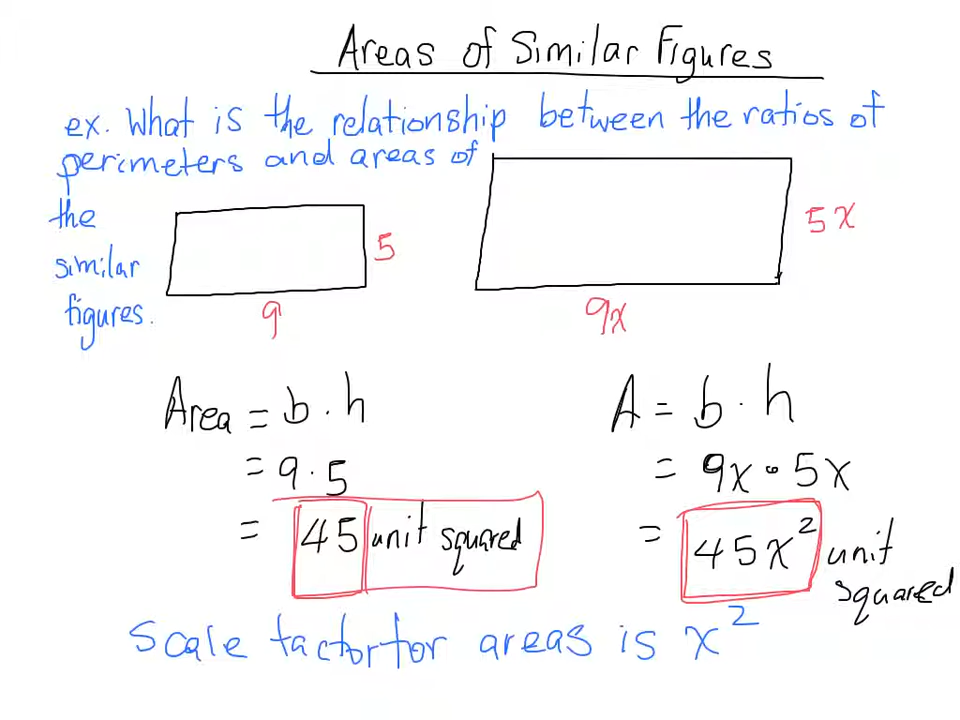 Areas of Similar Figures
ex. What is the relationship between the ratios of
perimeters and areas of
the
similar
figures.
5
9
5x
9x
Area = b · h
= 9 · 5
= 45 unit squared
A = b · h
= 9x · 5x
= 45x² unit
squared
Scale factor for areas is x²